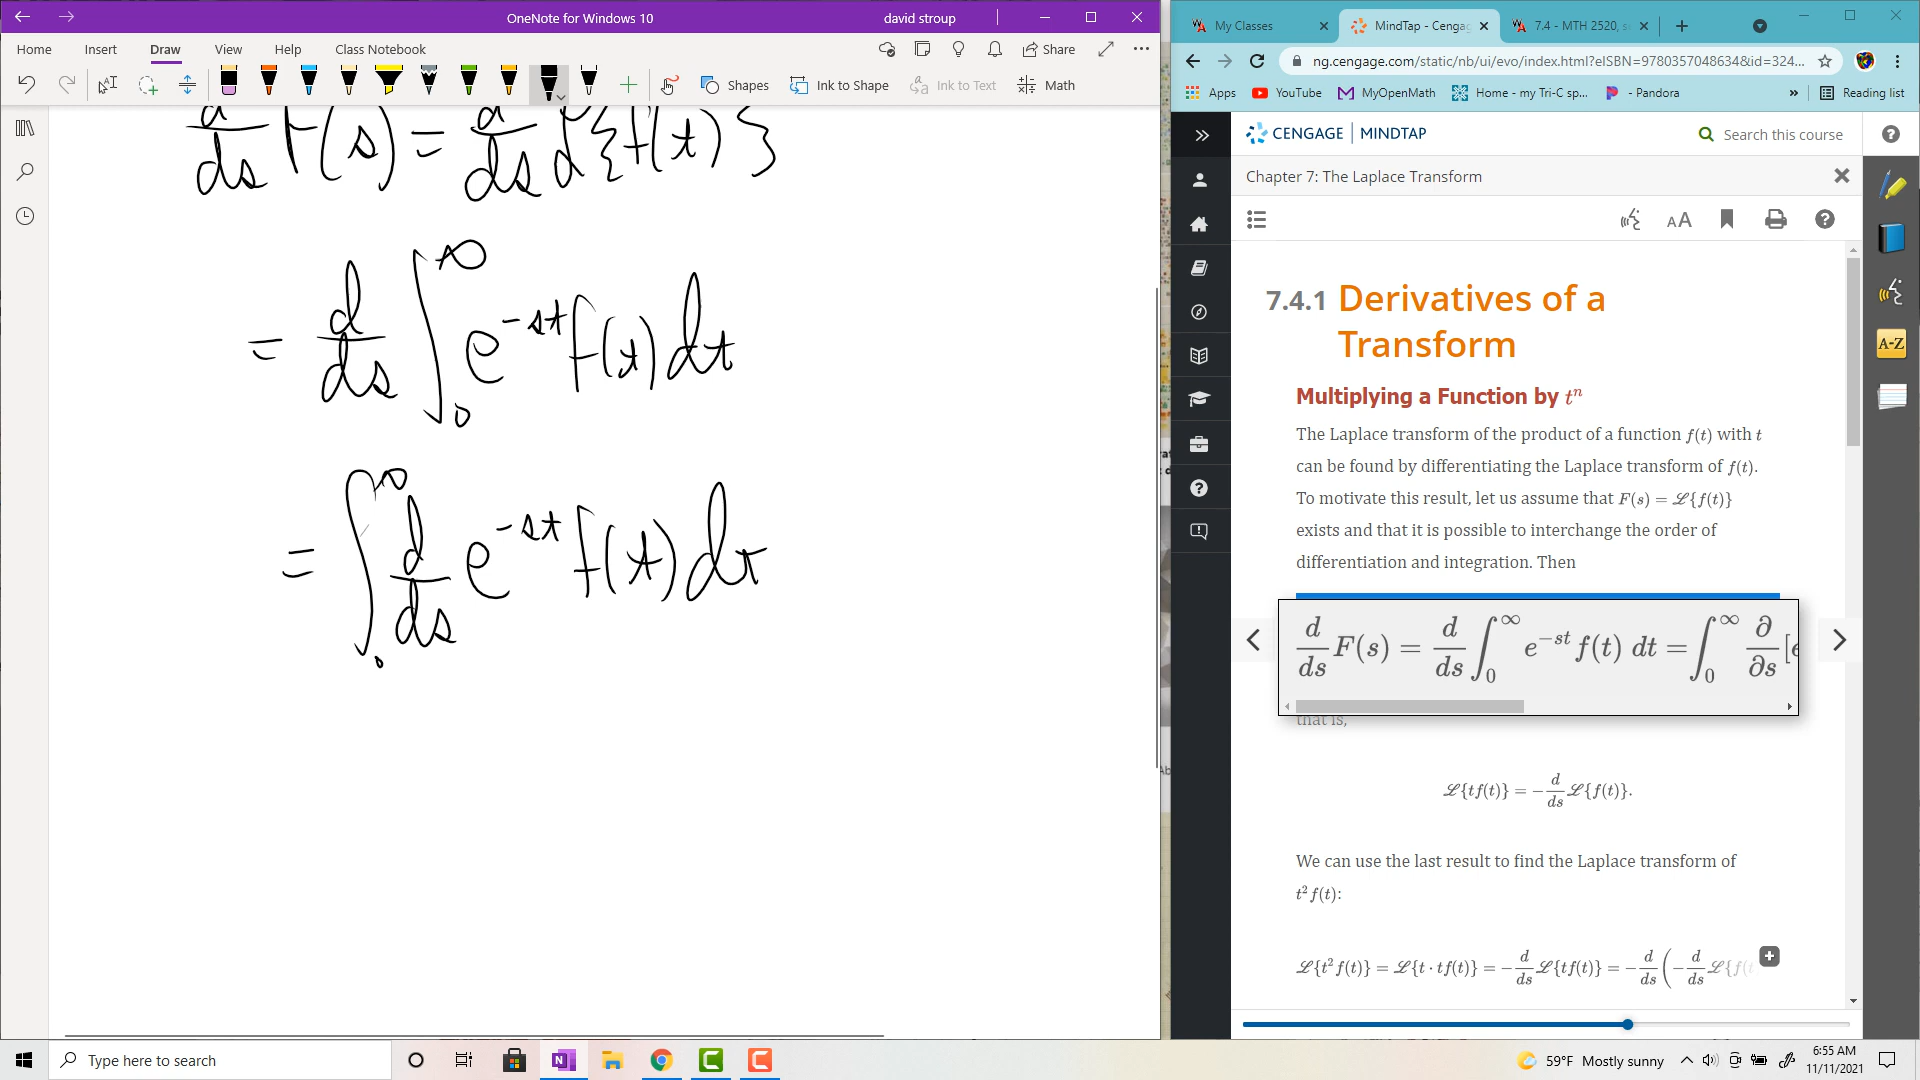 OneNote for Windows 10
david stroup
Home Insert Draw View Help Class Notebook
Share
Shapes
Ink to Shape
Ink to Text
Math
d/ds F(s) = d/ds ℒ{f(t)}
= d/ds ∫₀^∞ e^{-st} f(t) dt
= ∫₀^∞ d/ds e^{-st} f(t) dt
My Classes
MindTap - Cengag
7.4 - MTH 2520, s
ng.cengage.com/static/nb/ui/evo/index.html?eISBN=9780357048634&id=324...
Apps YouTube MyOpenMath Home - my Tri-C sp... - Pandora » Reading list
CENGAGE | MINDTAP
Search this course
Chapter 7: The Laplace Transform
AA
7.4.1 Derivatives of a
Transform
Multiplying a Function by tⁿ
The Laplace transform of the product of a function f(t) with t
can be found by differentiating the Laplace transform of f(t).
To motivate this result, let us assume that F(s) = ℒ{f(t)}
exists and that it is possible to interchange the order of
differentiation and integration. Then
d/ds F(s) = d/ds ∫₀^∞ e^{-st} f(t) dt = ∫₀^∞ ∂/∂s [e
that is,
ℒ{tf(t)} = -d/ds ℒ{f(t)}.
We can use the last result to find the Laplace transform of
t²f(t):
ℒ{t²f(t)} = ℒ{t · tf(t)} = -d/ds ℒ{tf(t)} = -d/ds (-d/ds ℒ{f(t
A-Z
Type here to search
59°F Mostly sunny
6:55 AM
11/11/2021